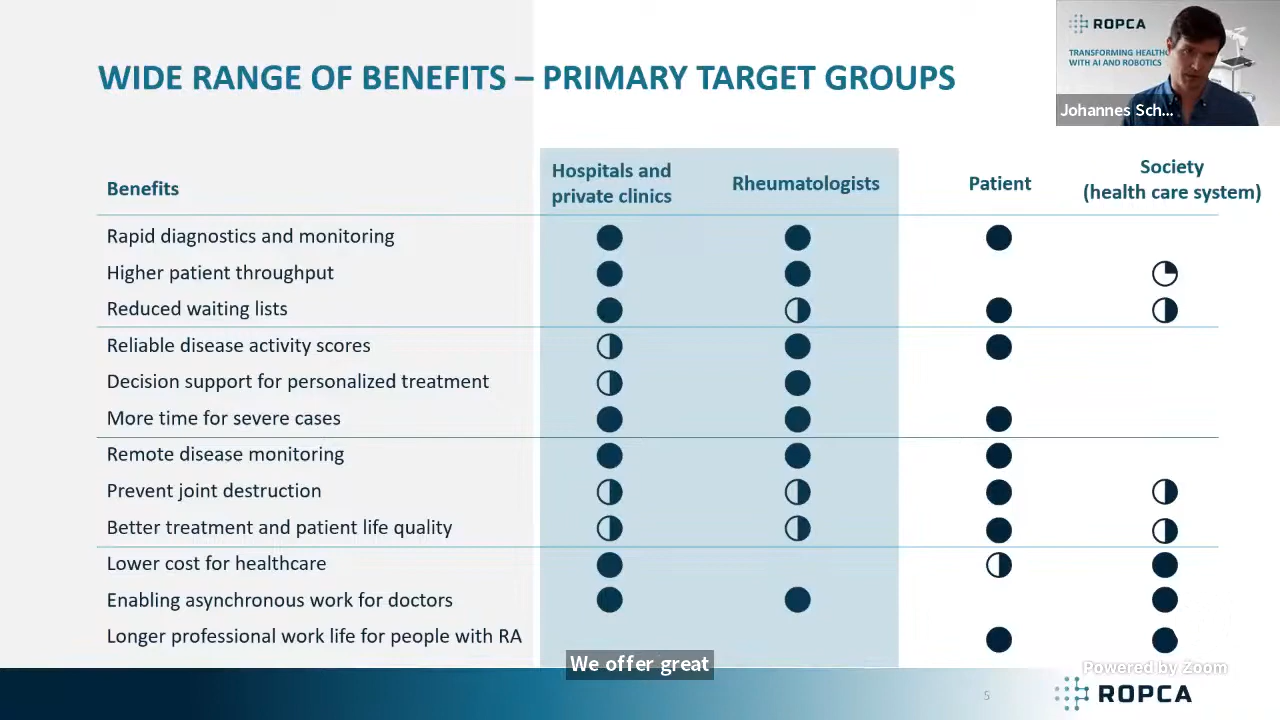 WIDE RANGE OF BENEFITS – PRIMARY TARGET GROUPS
ROPCA
TRANSFORMING HEALTHC
WITH AI AND ROBOTICS
Johannes Sch...
Benefits
Hospitals and
private clinics
Rheumatologists
Patient
Society
(health care system)
Rapid diagnostics and monitoring
Higher patient throughput
Reduced waiting lists
Reliable disease activity scores
Decision support for personalized treatment
More time for severe cases
Remote disease monitoring
Prevent joint destruction
Better treatment and patient life quality
Lower cost for healthcare
Enabling asynchronous work for doctors
Longer professional work life for people with RA
We offer great
Powered by Zoom
5
ROPCA